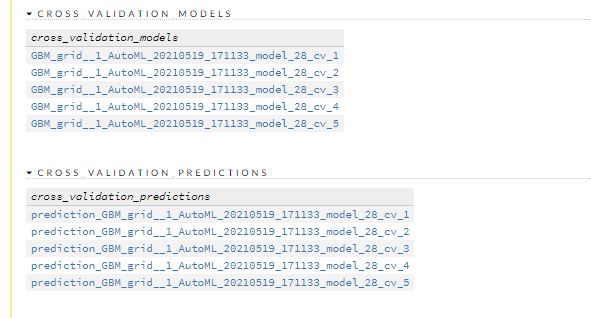 CROSS VALIDATION MODELS
cross_validation_models
GBM_grid__1_AutoML_20210519_171133_model_28_cv_1
GBM_grid__1_AutoML_20210519_171133_model_28_cv_2
GBM_grid__1_AutoML_20210519_171133_model_28_cv_3
GBM_grid__1_AutoML_20210519_171133_model_28_cv_4
GBM_grid__1_AutoML_20210519_171133_model_28_cv_5
CROSS VALIDATION PREDICTIONS
cross_validation_predictions
prediction_GBM_grid__1_AutoML_20210519_171133_model_28_cv_1
prediction_GBM_grid__1_AutoML_20210519_171133_model_28_cv_2
prediction_GBM_grid__1_AutoML_20210519_171133_model_28_cv_3
prediction_GBM_grid__1_AutoML_20210519_171133_model_28_cv_4
prediction_GBM_grid__1_AutoML_20210519_171133_model_28_cv_5